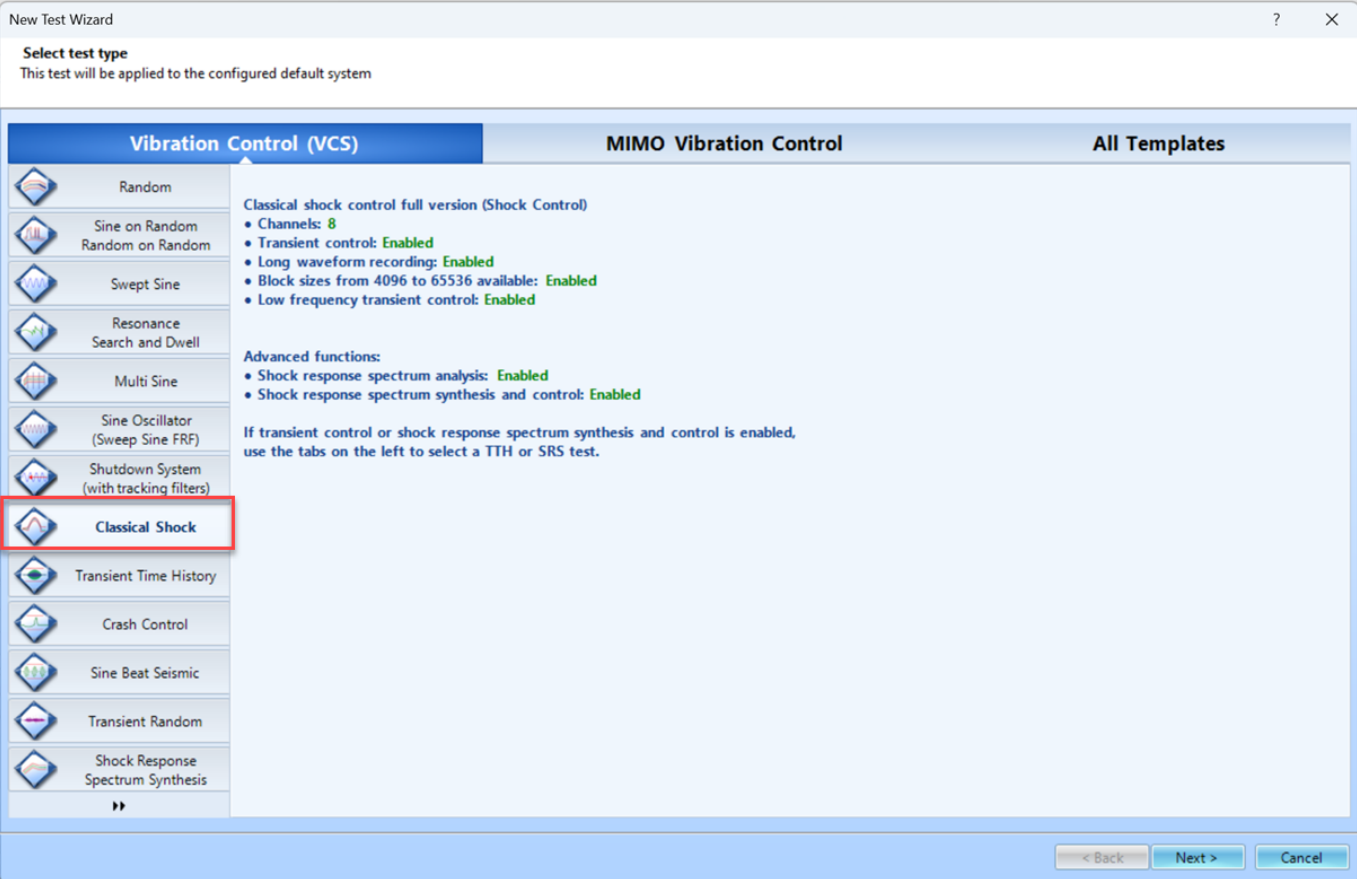 New Test Wizard
?
Select test type
This test will be applied to the configured default system
Vibration Control (VCS)
MIMO Vibration Control
All Templates
Random
Sine on Random
Random on Random
Swept Sine
Resonance
Search and Dwell
Multi Sine
Sine Oscillator
(Sweep Sine FRF)
Shutdown System
(with tracking filters)
Classical Shock
Transient Time History
Crash Control
Sine Beat Seismic
Transient Random
Shock Response
Spectrum Synthesis
Classical shock control full version (Shock Control)
• Channels: 8
• Transient control: Enabled
• Long waveform recording: Enabled
• Block sizes from 4096 to 65536 available: Enabled
• Low frequency transient control: Enabled
Advanced functions:
• Shock response spectrum analysis: Enabled
• Shock response spectrum synthesis and control: Enabled
If transient control or shock response spectrum synthesis and control is enabled,
use the tabs on the left to select a TTH or SRS test.
< Back
Next >
Cancel